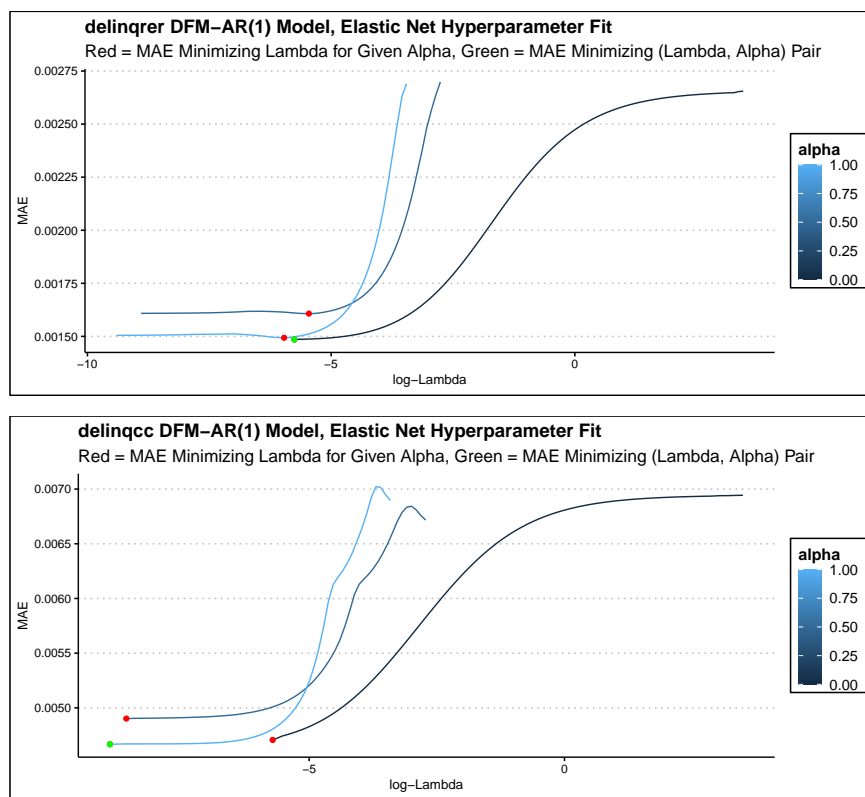 delinqrer DFM−AR(1) Model, Elastic Net Hyperparameter Fit
Red = MAE Minimizing Lambda for Given Alpha, Green = MAE Minimizing (Lambda, Alpha) Pair
0.00275
0.00250
0.00225
0.00200
0.00175
0.00150
MAE
−10
−5
0
log−Lambda
alpha
1.00
0.75
0.50
0.25
0.00
delinqcc DFM−AR(1) Model, Elastic Net Hyperparameter Fit
Red = MAE Minimizing Lambda for Given Alpha, Green = MAE Minimizing (Lambda, Alpha) Pair
0.0070
0.0065
0.0060
0.0055
0.0050
MAE
−5
0
log−Lambda
alpha
1.00
0.75
0.50
0.25
0.00